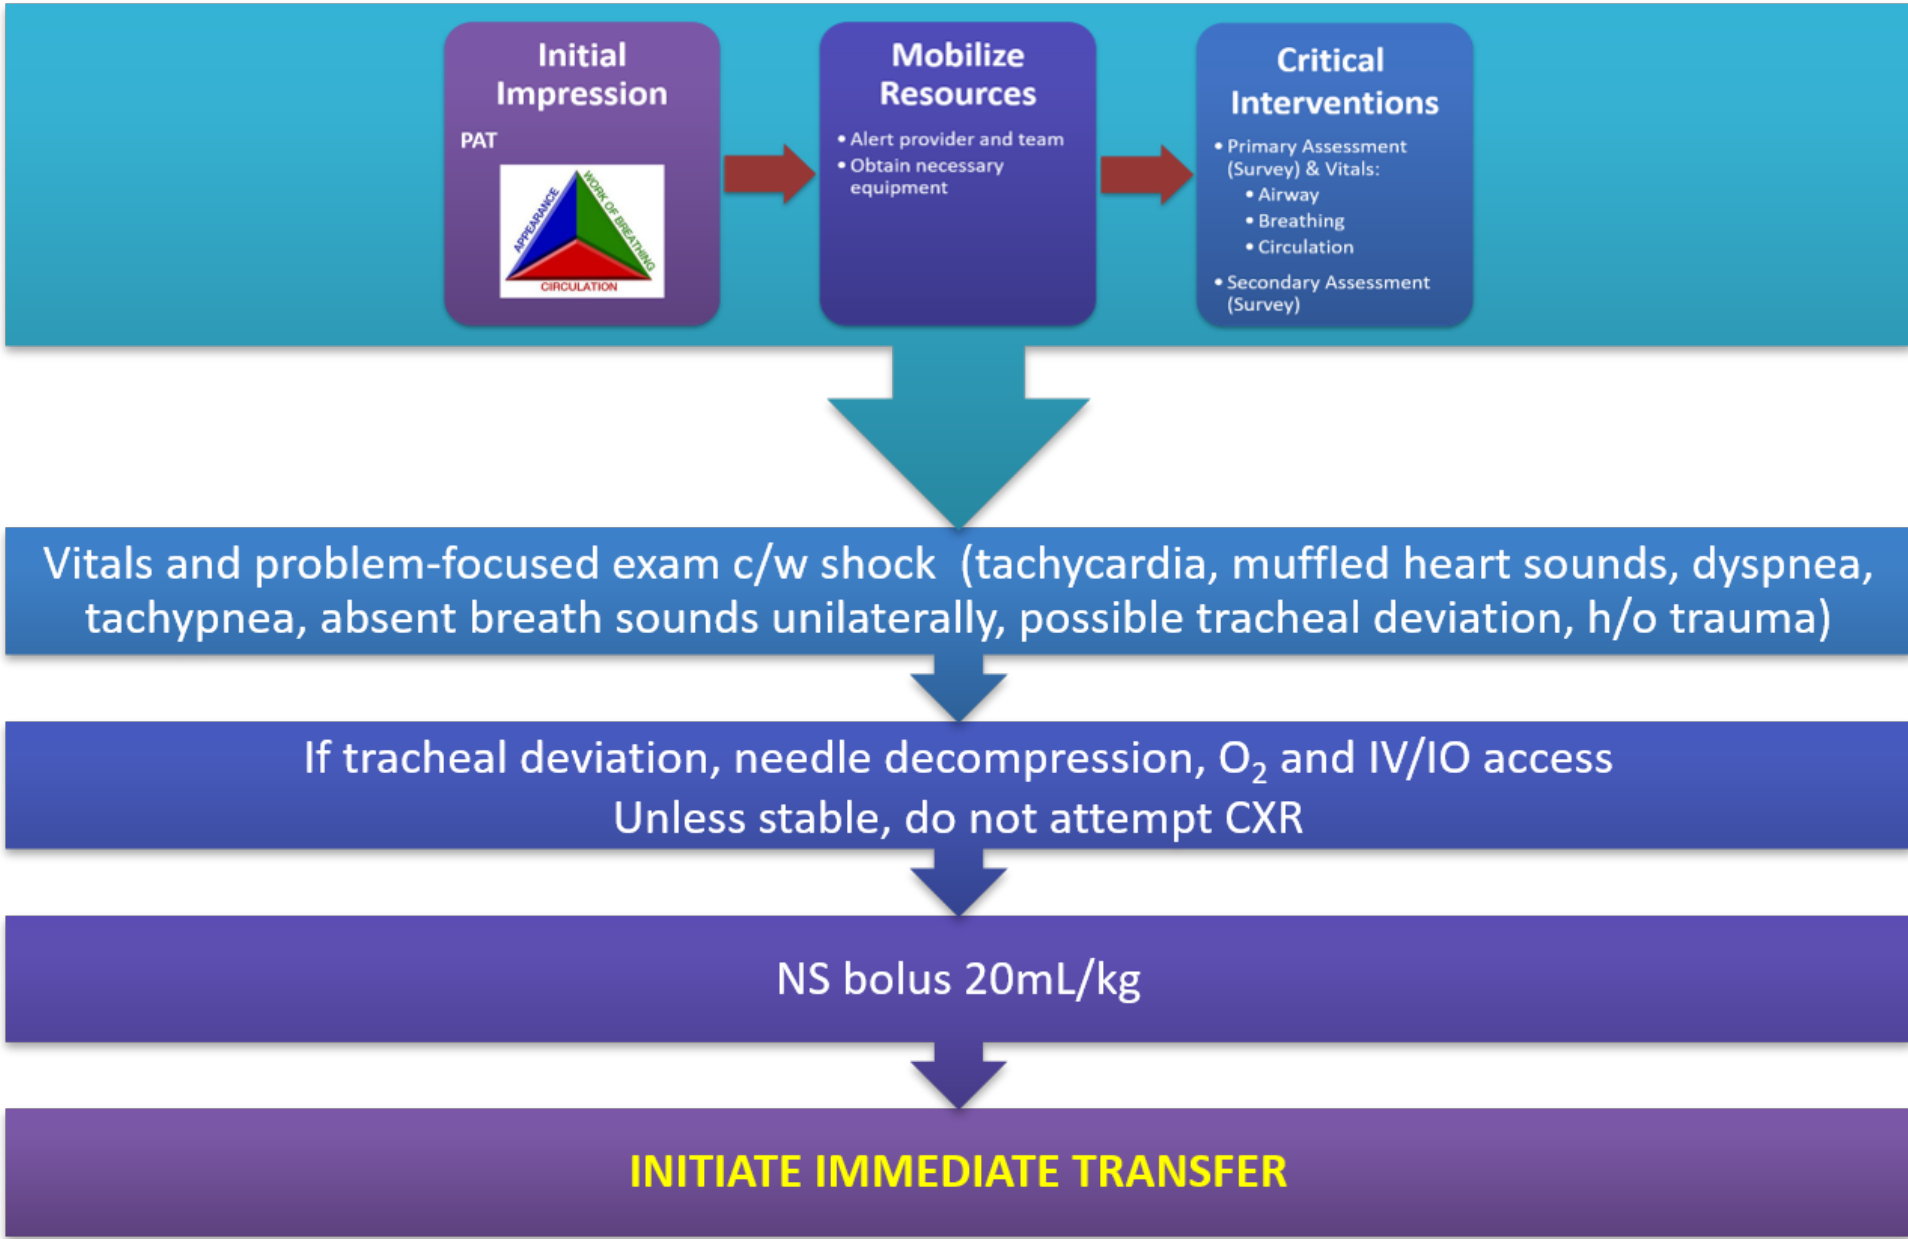 Initial
Impression
PAT
APPEARANCE
WORK OF BREATHING
CIRCULATION
Mobilize
Resources
• Alert provider and team
• Obtain necessary
equipment
Critical
Interventions
• Primary Assessment
(Survey) & Vitals:
• Airway
• Breathing
• Circulation
• Secondary Assessment
(Survey)
Vitals and problem-focused exam c/w shock (tachycardia, muffled heart sounds, dyspnea,
tachypnea, absent breath sounds unilaterally, possible tracheal deviation, h/o trauma)
If tracheal deviation, needle decompression, O₂ and IV/IO access
Unless stable, do not attempt CXR
NS bolus 20mL/kg
INITIATE IMMEDIATE TRANSFER